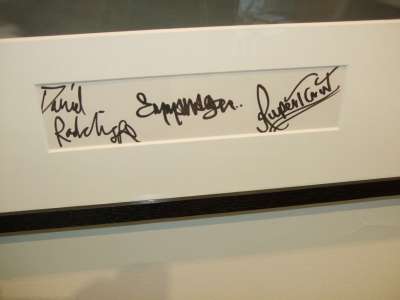 Daniel
Radcliffe
Emma Watson
Rupert Grint